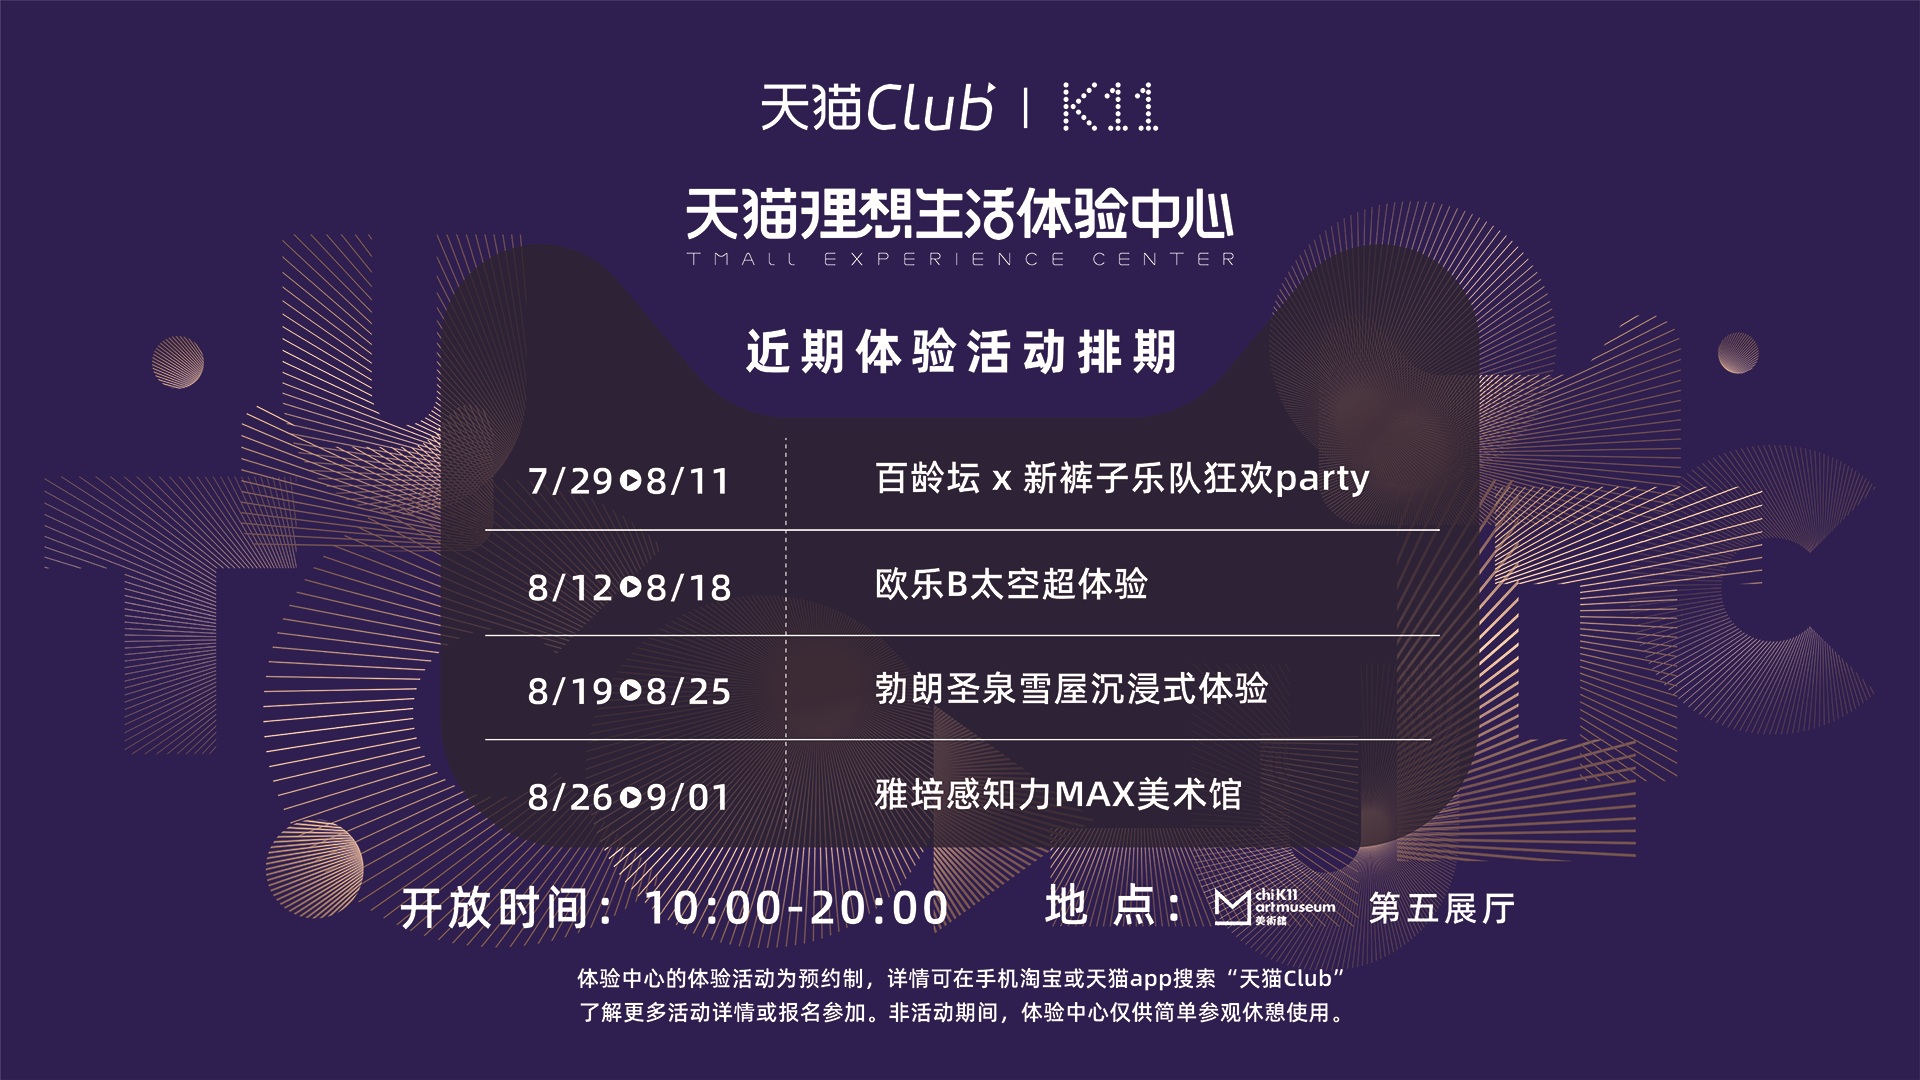 天猫Club | K11
天猫理想生活体验中心
TMALL EXPERIENCE CENTER
近期体验活动排期
7/29 8/11 百龄坛 x 新裤子乐队狂欢party
8/12 8/18 欧乐B太空超体验
8/19 8/25 勃朗圣泉雪屋沉浸式体验
8/26 9/01 雅培感知力MAX美术馆
开放时间：10:00-20:00 地 点： chiK11 artmuseum 美術館 第五展厅
体验中心的体验活动为预约制，详情可在手机淘宝或天猫app搜索“天猫Club”
了解更多活动详情或报名参加。非活动期间，体验中心仅供简单参观休憩使用。